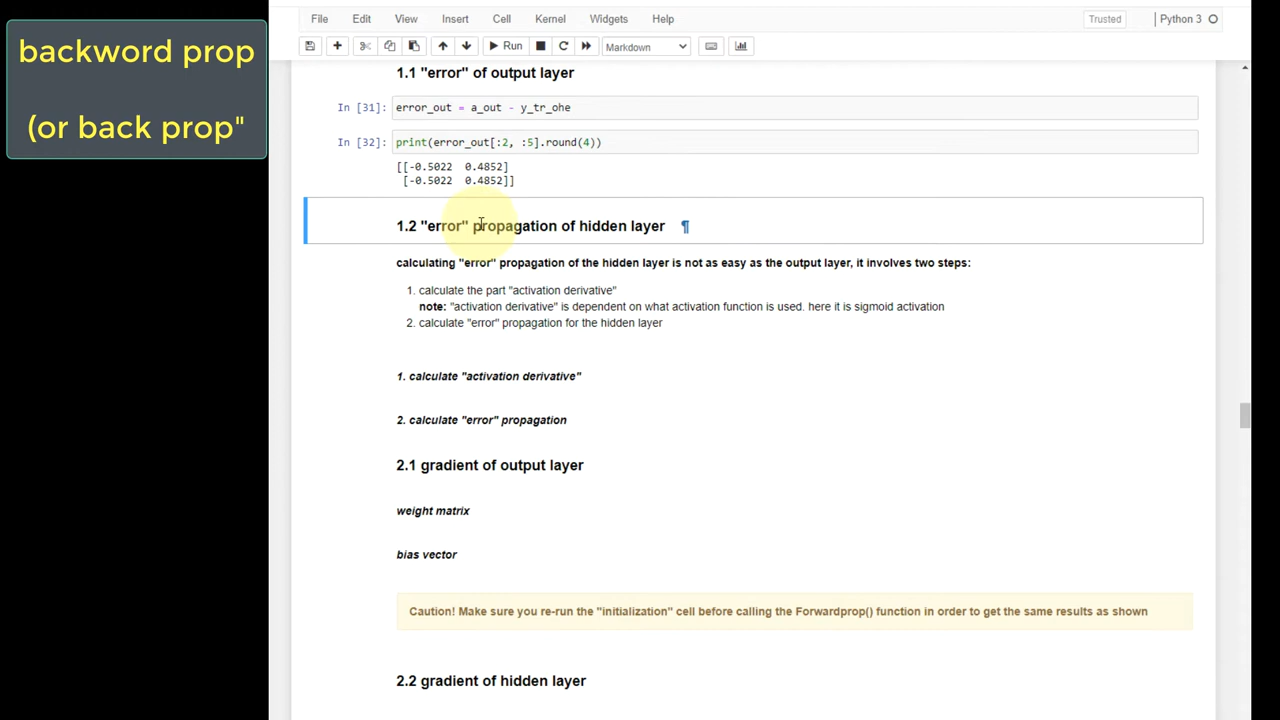 backword prop
(or back prop"
File Edit View Insert Cell Kernel Widgets Help Trusted Python 3
Run Markdown
1.1 "error" of output layer
In [31]: error_out = a_out - y_tr_ohe
In [32]: print(error_out[:2, :5].round(4))
[[-0.5022 0.4852]
[-0.5022 0.4852]]
1.2 "error" propagation of hidden layer ¶
calculating "error" propagation of the hidden layer is not as easy as the output layer, it involves two steps:
1. calculate the part "activation derivative"
note: "activation derivative" is dependent on what activation function is used. here it is sigmoid activation
2. calculate "error" propagation for the hidden layer
1. calculate "activation derivative"
2. calculate "error" propagation
2.1 gradient of output layer
weight matrix
bias vector
Caution! Make sure you re-run the "initialization" cell before calling the Forwardprop() function in order to get the same results as shown
2.2 gradient of hidden layer